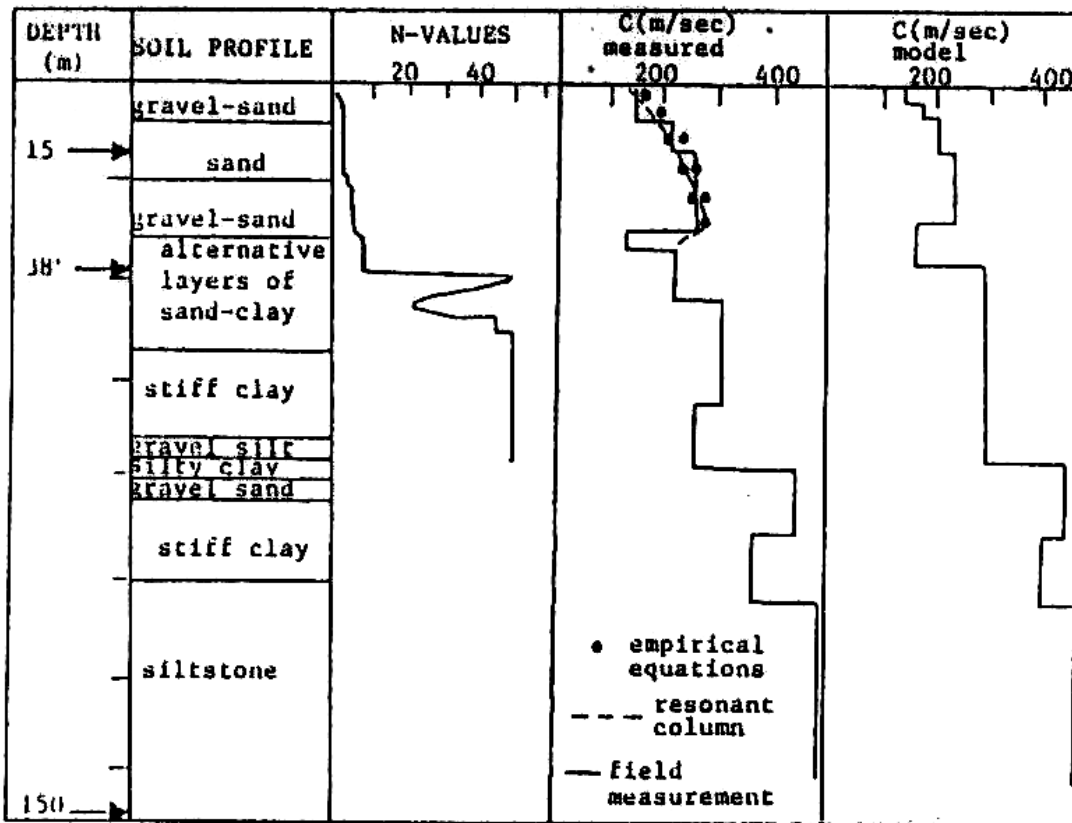 DEPTH
(m)
SOIL PROFILE
N-VALUES
20 40
C(m/sec)
measured
200 400
C(m/sec)
model
200 400
gravel-sand
15
sand
gravel-sand
38'
alternative
layers of
sand-clay
stiff clay
gravel silt
silty clay
gravel sand
stiff clay
siltstone
empirical
equations
resonant
column
field
measurement
150